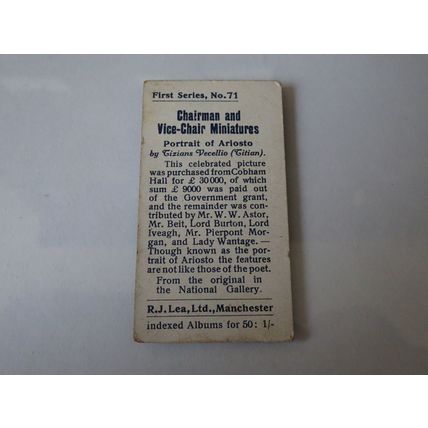 First Series, No. 71
Chairman and
Vice-Chair Miniatures
Portrait of Ariosto
by Tizians Vecellio (Titian).
This celebrated picture
was purchased from Cobham
Hall for £ 30000, of which
sum £ 9000 was paid out
of the Government grant,
and the remainder was con-
tributed by Mr. W. W. Astor,
Mr. Beit, Lord Burton, Lord
Iveagh, Mr. Pierpont Mor-
gan, and Lady Wantage. —
Though known as the por-
trait of Ariosto the features
are not like those of the poet.
From the original in
the National Gallery.
R. J. Lea, Ltd., Manchester
indexed Albums for 50: 1/-